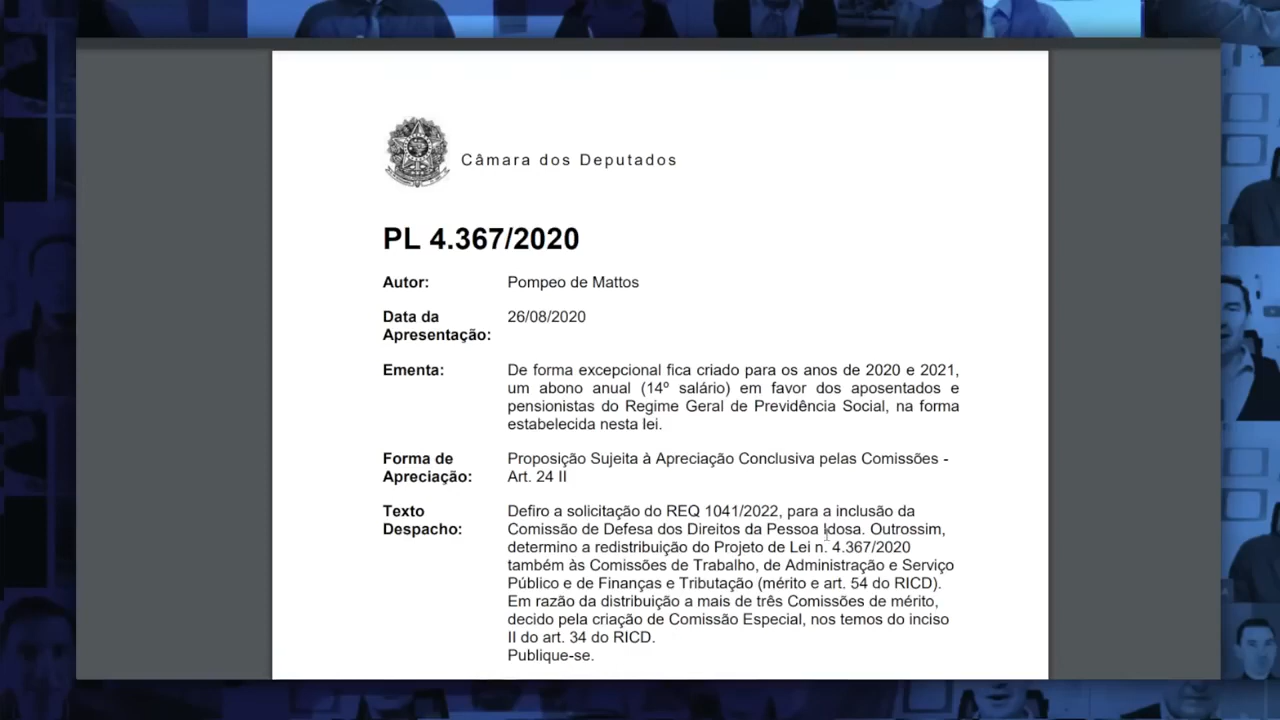 Câmara dos Deputados
PL 4.367/2020
Autor: Pompeo de Mattos
Data da Apresentação: 26/08/2020
Ementa: De forma excepcional fica criado para os anos de 2020 e 2021,
um abono anual (14º salário) em favor dos aposentados e
pensionistas do Regime Geral de Previdência Social, na forma
estabelecida nesta lei.
Forma de Apreciação: Proposição Sujeita à Apreciação Conclusiva pelas Comissões -
Art. 24 II
Texto Despacho: Defiro a solicitação do REQ 1041/2022, para a inclusão da
Comissão de Defesa dos Direitos da Pessoa Idosa. Outrossim,
determino a redistribuição do Projeto de Lei n. 4.367/2020
também às Comissões de Trabalho, de Administração e Serviço
Público e de Finanças e Tributação (mérito e art. 54 do RICD).
Em razão da distribuição a mais de três Comissões de mérito,
decido pela criação de Comissão Especial, nos temos do inciso
II do art. 34 do RICD.
Publique-se.